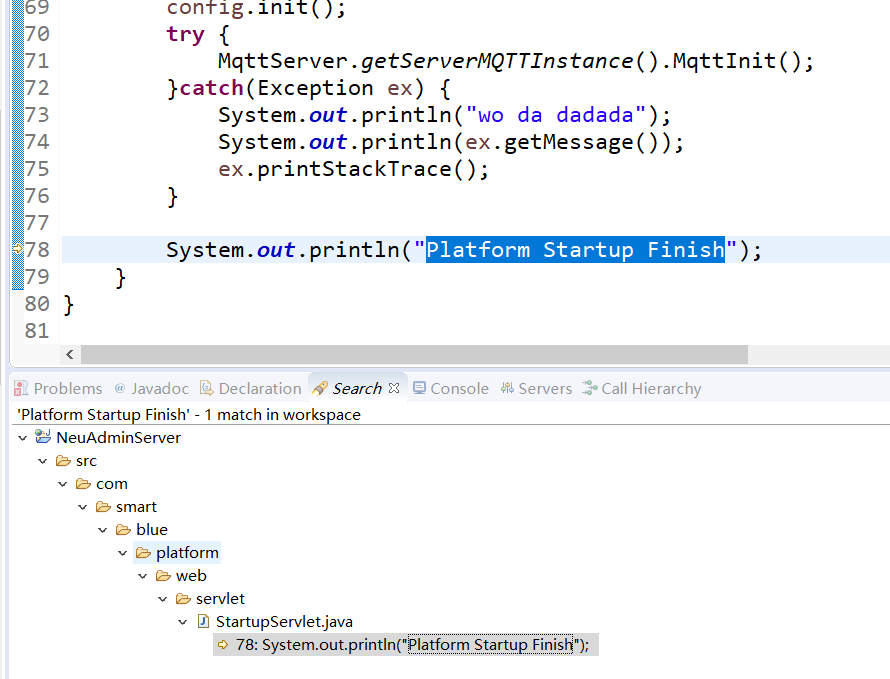 69 config.init();
70 try {
71 MqttServer.getServerMQTTInstance().MqttInit();
72 }catch(Exception ex) {
73 System.out.println("wo da dadada");
74 System.out.println(ex.getMessage());
75 ex.printStackTrace();
76 }
77
78 System.out.println("Platform Startup Finish");
79 }
80 }
81
Problems @ Javadoc Declaration Search Console Servers Call Hierarchy
'Platform Startup Finish' - 1 match in workspace
NeuAdminServer
src
com
smart
blue
platform
web
servlet
StartupServlet.java
78: System.out.println("Platform Startup Finish");